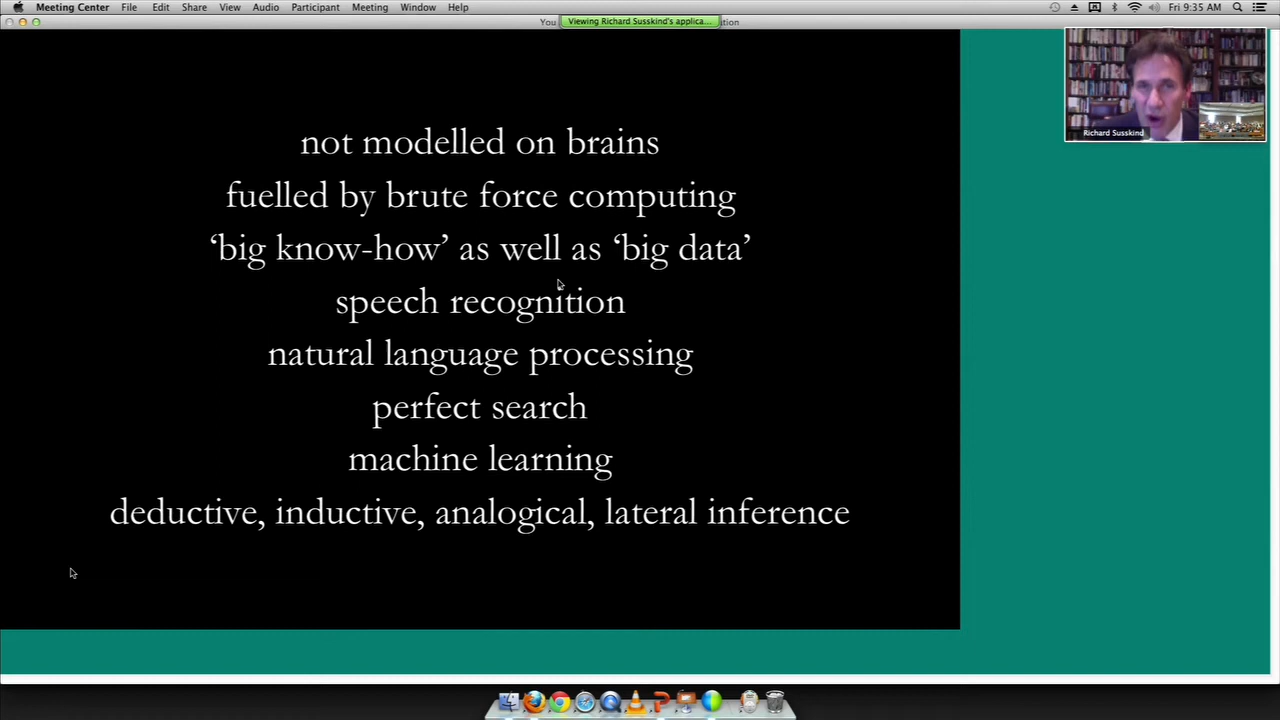 Meeting Center File Edit Share View Audio Participant Meeting Window Help Fri 9:35 AM
You Viewing Richard Susskind's applica... tion
Richard Susskind
not modelled on brains
fuelled by brute force computing
‘big know-how’ as well as ‘big data’
speech recognition
natural language processing
perfect search
machine learning
deductive, inductive, analogical, lateral inference